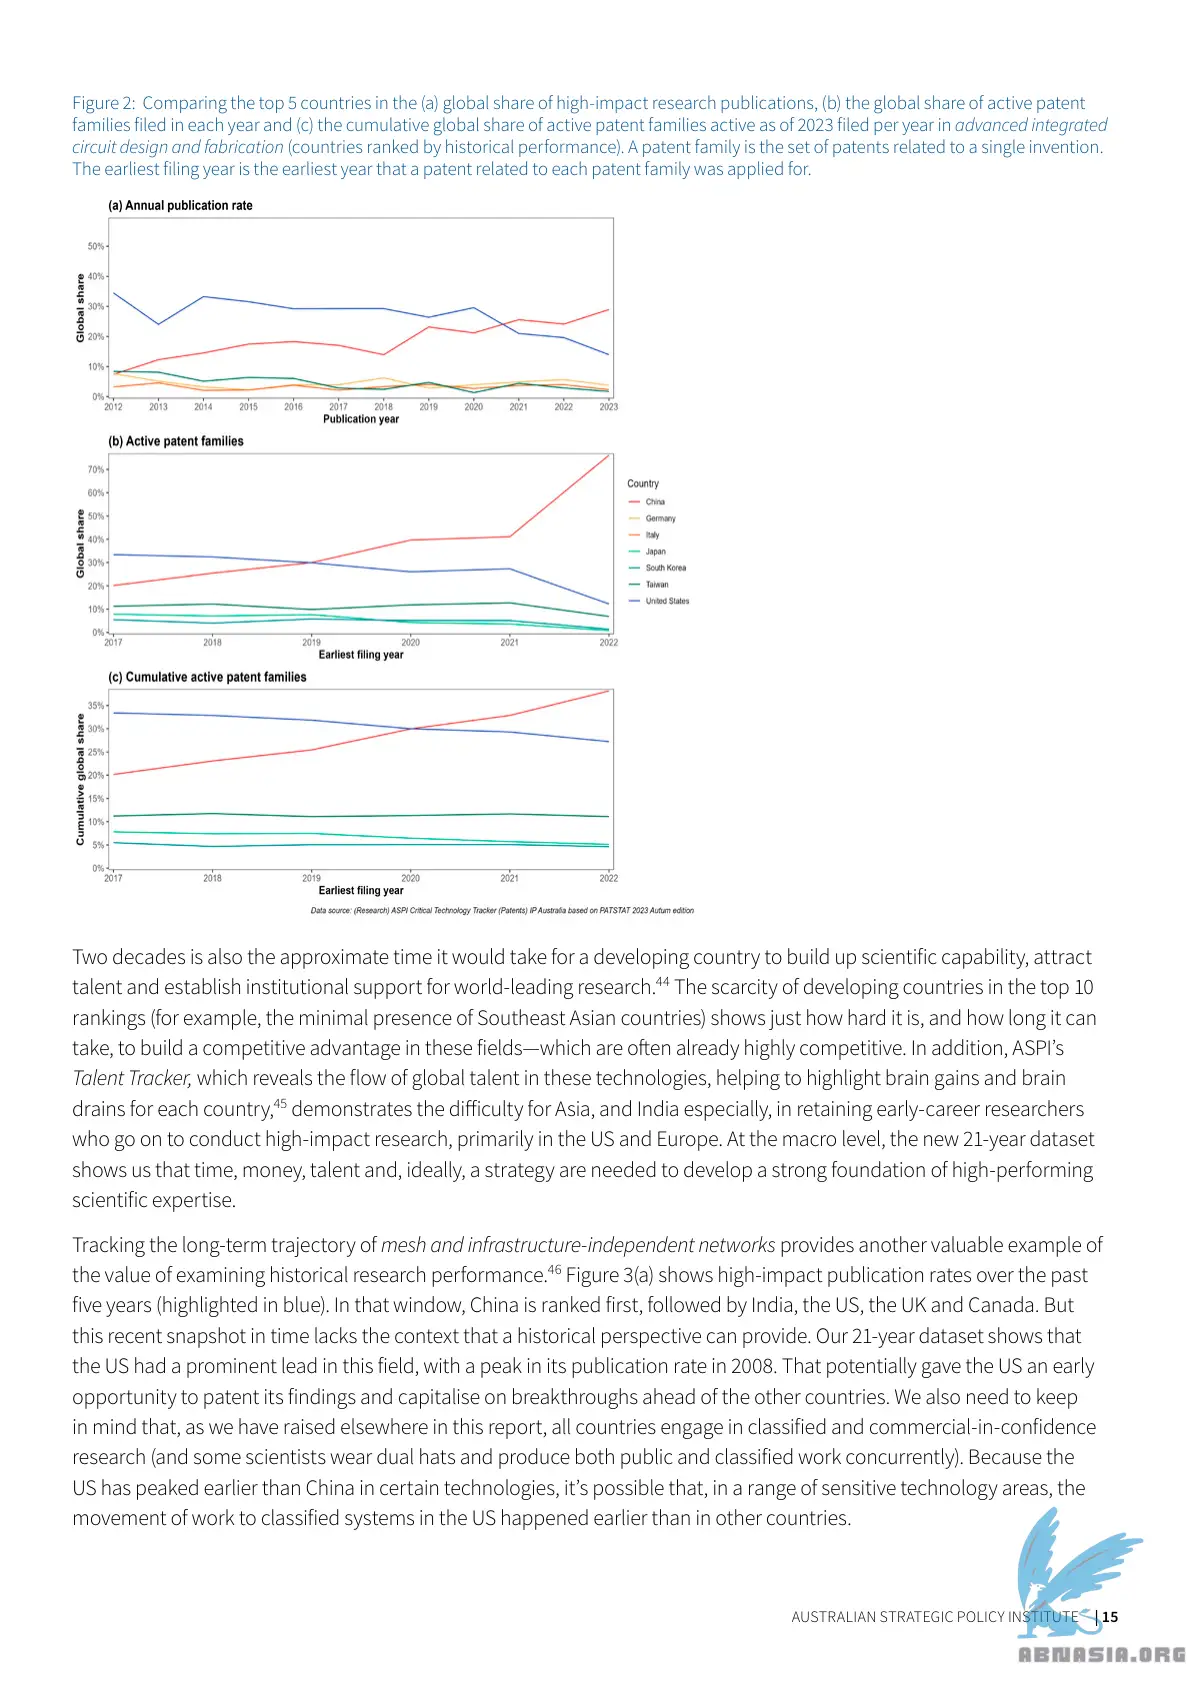 Figure 2:  Comparing the top 5 countries in the (a) global share of high-impact research publications, (b) the global share of active patent
families filed in each year and (c) the cumulative global share of active patent families active as of 2023 filed per year in advanced integrated
circuit design and fabrication (countries ranked by historical performance). A patent family is the set of patents related to a single invention.
The earliest filing year is the earliest year that a patent related to each patent family was applied for.
(a) Annual publication rate
Global share
50%
40%
30%
20%
10%
0%
2012 2013 2014 2015 2016 2017 2018 2019 2020 2021 2022 2023
Publication year
(b) Active patent families
Global share
70%
60%
50%
40%
30%
20%
10%
0%
2017 2018 2019 2020 2021 2022
Earliest filing year
Country
China
Germany
Italy
Japan
South Korea
Taiwan
United States
(c) Cumulative active patent families
Cumulative global share
35%
30%
25%
20%
15%
10%
5%
0%
2017 2018 2019 2020 2021 2022
Earliest filing year
Data source: (Research) ASPI Critical Technology Tracker (Patents) IP Australia based on PATSTAT 2023 Autum edition
Two decades is also the approximate time it would take for a developing country to build up scientific capability, attract
talent and establish institutional support for world-leading research.44 The scarcity of developing countries in the top 10
rankings (for example, the minimal presence of Southeast Asian countries) shows just how hard it is, and how long it can
take, to build a competitive advantage in these fields—which are often already highly competitive. In addition, ASPI’s
Talent Tracker, which reveals the flow of global talent in these technologies, helping to highlight brain gains and brain
drains for each country,45 demonstrates the difficulty for Asia, and India especially, in retaining early-career researchers
who go on to conduct high-impact research, primarily in the US and Europe. At the macro level, the new 21-year dataset
shows us that time, money, talent and, ideally, a strategy are needed to develop a strong foundation of high-performing
scientific expertise.
Tracking the long-term trajectory of mesh and infrastructure-independent networks provides another valuable example of
the value of examining historical research performance.46 Figure 3(a) shows high-impact publication rates over the past
five years (highlighted in blue). In that window, China is ranked first, followed by India, the US, the UK and Canada. But
this recent snapshot in time lacks the context that a historical perspective can provide. Our 21-year dataset shows that
the US had a prominent lead in this field, with a peak in its publication rate in 2008. That potentially gave the US an early
opportunity to patent its findings and capitalise on breakthroughs ahead of the other countries. We also need to keep
in mind that, as we have raised elsewhere in this report, all countries engage in classified and commercial-in-confidence
research (and some scientists wear dual hats and produce both public and classified work concurrently). Because the
US has peaked earlier than China in certain technologies, it’s possible that, in a range of sensitive technology areas, the
movement of work to classified systems in the US happened earlier than in other countries.
AUSTRALIAN STRATEGIC POLICY INSTITUTE | 15
ABNASIA.ORG